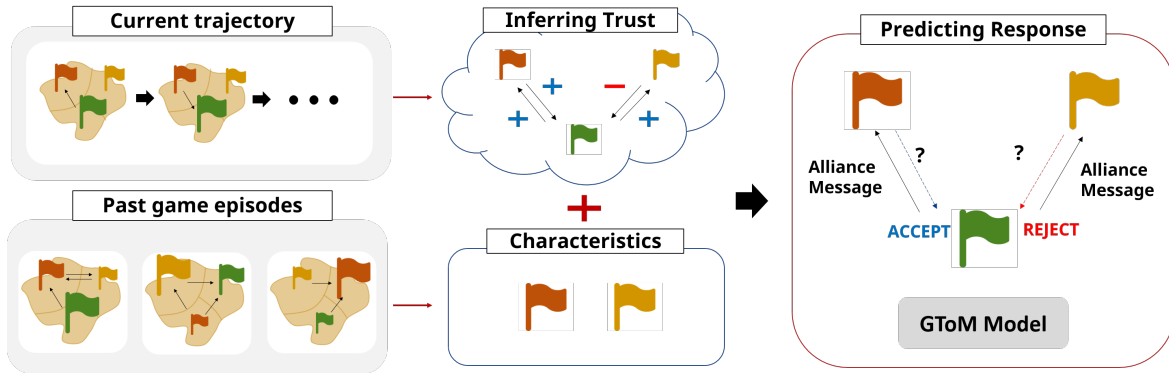 Current trajectory
Past game episodes
Inferring Trust
+
−
+
+
+
Characteristics
Predicting Response
?
?
Alliance
Message
Alliance
Message
ACCEPT
REJECT
GToM Model